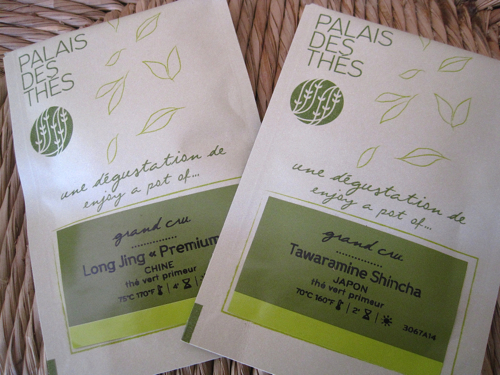 PALAIS
DES
THÉS
une dégustation de
enjoy a pot of...
grand cru
Long Jing « Premium
CHINE
thé vert primeur
75°C 170°F | 4'
PALAIS
DES
THÉS
une dégustation de
enjoy a pot of...
grand cru
Tawaramine Shincha
JAPON
thé vert primeur
70°C 160°F | 2'
3067A14